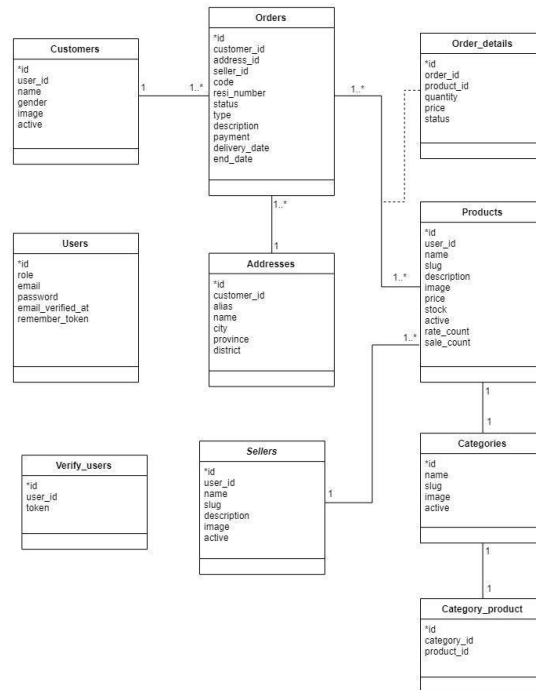 Customers
*id
user_id
name
gender
image
active
1
1..*
Orders
*id
customer_id
address_id
seller_id
code
resi_number
status
type
description
payment
delivery_date
end_date
1..*
Order_details
*id
order_id
product_id
quantity
price
status
1..*
1
Users
*id
role
email
password
email_verified_at
remember_token
Addresses
*id
customer_id
alias
name
city
province
district
1..*
Products
*id
user_id
name
slug
description
image
price
stock
active
rate_count
sale_count
1..*
1
1
Verify_users
*id
user_id
token
Sellers
*id
user_id
name
slug
description
image
active
1
Categories
*id
name
slug
image
active
1
1
Category_product
*id
category_id
product_id